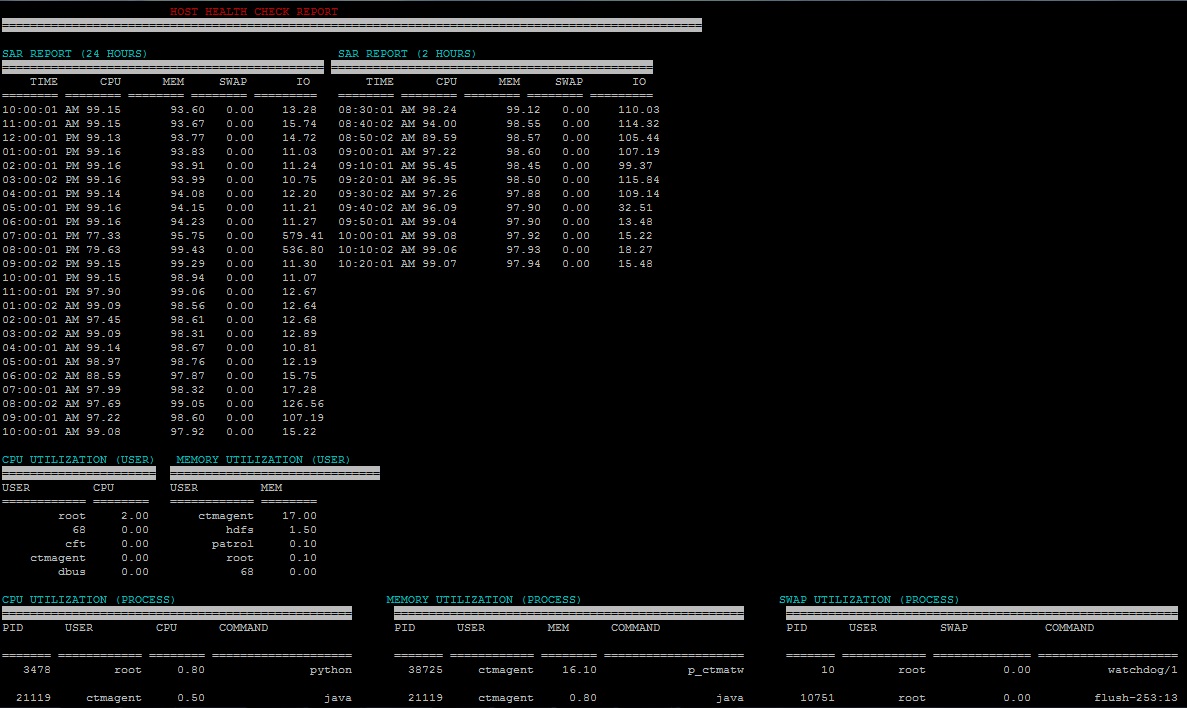 HOST HEALTH CHECK REPORT
SAR REPORT (24 HOURS) SAR REPORT (2 HOURS)
TIME CPU MEM SWAP IO TIME CPU MEM SWAP IO
10:00:01 AM 99.15 93.60 0.00 13.28 08:30:01 AM 98.24 99.12 0.00 110.03
11:00:01 AM 99.15 93.67 0.00 15.74 08:40:02 AM 94.00 98.55 0.00 114.32
12:00:01 PM 99.13 93.77 0.00 14.72 08:50:02 AM 89.59 98.57 0.00 105.44
01:00:01 PM 99.16 93.83 0.00 11.03 09:00:01 AM 97.22 98.60 0.00 107.19
02:00:01 PM 99.16 93.91 0.00 11.24 09:10:01 AM 95.45 98.45 0.00 99.37
03:00:02 PM 99.16 93.99 0.00 10.75 09:20:01 AM 96.95 98.50 0.00 115.84
04:00:01 PM 99.14 94.08 0.00 12.20 09:30:02 AM 97.26 97.88 0.00 109.14
05:00:01 PM 99.16 94.15 0.00 11.21 09:40:02 AM 96.09 97.90 0.00 32.51
06:00:01 PM 99.16 94.23 0.00 11.27 09:50:01 AM 99.04 97.90 0.00 13.48
07:00:01 PM 77.33 95.75 0.00 579.41 10:00:01 AM 99.08 97.92 0.00 15.22
08:00:01 PM 79.63 99.43 0.00 536.80 10:10:02 AM 99.06 97.93 0.00 18.27
09:00:02 PM 99.15 99.29 0.00 11.30 10:20:01 AM 99.07 97.94 0.00 15.48
10:00:01 PM 99.15 98.94 0.00 11.07
11:00:01 PM 97.90 99.06 0.00 12.67
01:00:02 AM 99.09 98.56 0.00 12.64
02:00:01 AM 97.45 98.61 0.00 12.68
03:00:02 AM 99.09 98.31 0.00 12.89
04:00:01 AM 99.14 98.67 0.00 10.81
05:00:01 AM 98.97 98.76 0.00 12.19
06:00:02 AM 88.59 97.87 0.00 15.75
07:00:01 AM 97.99 98.32 0.00 17.28
08:00:02 AM 97.69 99.05 0.00 126.56
09:00:01 AM 97.22 98.60 0.00 107.19
10:00:01 AM 99.08 97.92 0.00 15.22
CPU UTILIZATION (USER) MEMORY UTILIZATION (USER)
USER CPU USER MEM
root 2.00 ctmagent 17.00
68 0.00 hdfs 1.50
cft 0.00 patrol 0.10
ctmagent 0.00 root 0.10
dbus 0.00 68 0.00
CPU UTILIZATION (PROCESS) MEMORY UTILIZATION (PROCESS) SWAP UTILIZATION (PROCESS)
PID USER CPU COMMAND PID USER MEM COMMAND PID USER SWAP COMMAND
3478 root 0.80 python 38725 ctmagent 16.10 p_ctmatw 10 root 0.00 watchdog/1
21119 ctmagent 0.50 java 21119 ctmagent 0.80 java 10751 root 0.00 flush-253:13